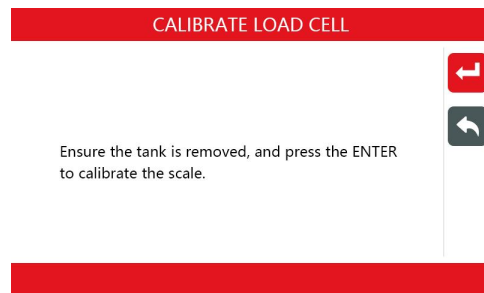 CALIBRATE LOAD CELL
Ensure the tank is removed, and press the ENTER
to calibrate the scale.